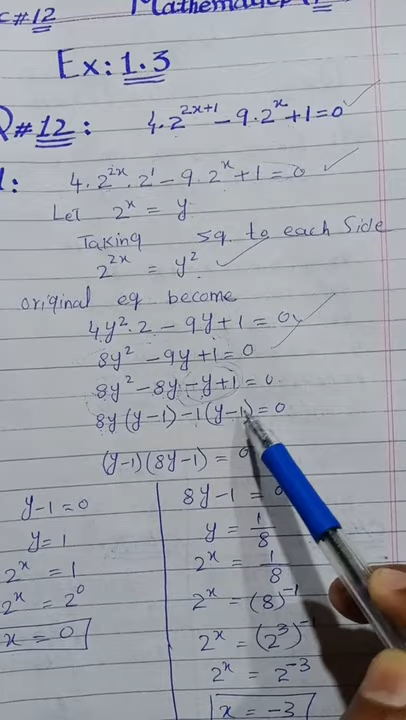 #12 Mathematics
Ex: 1.3
Q#12: 4.2^{2x+1} - 9.2^x + 1 = 0
4.2^{2x}.2^1 - 9.2^x + 1 = 0
Let 2^x = y
Taking sq. to each Side
2^{2x} = y^2
original eq become
4y^2.2 - 9y + 1 = 0
8y^2 - 9y + 1 = 0
8y^2 - 8y - y + 1 = 0
8y(y-1) - 1(y-1) = 0
(y-1)(8y-1) = 0
y-1 = 0
y = 1
2^x = 1
2^x = 2^0
x = 0
8y-1 = 0
y = 1/8
2^x = 1/8
2^x = (8)^{-1}
2^x = (2^3)^{-1}
2^x = 2^{-3}
x = -3